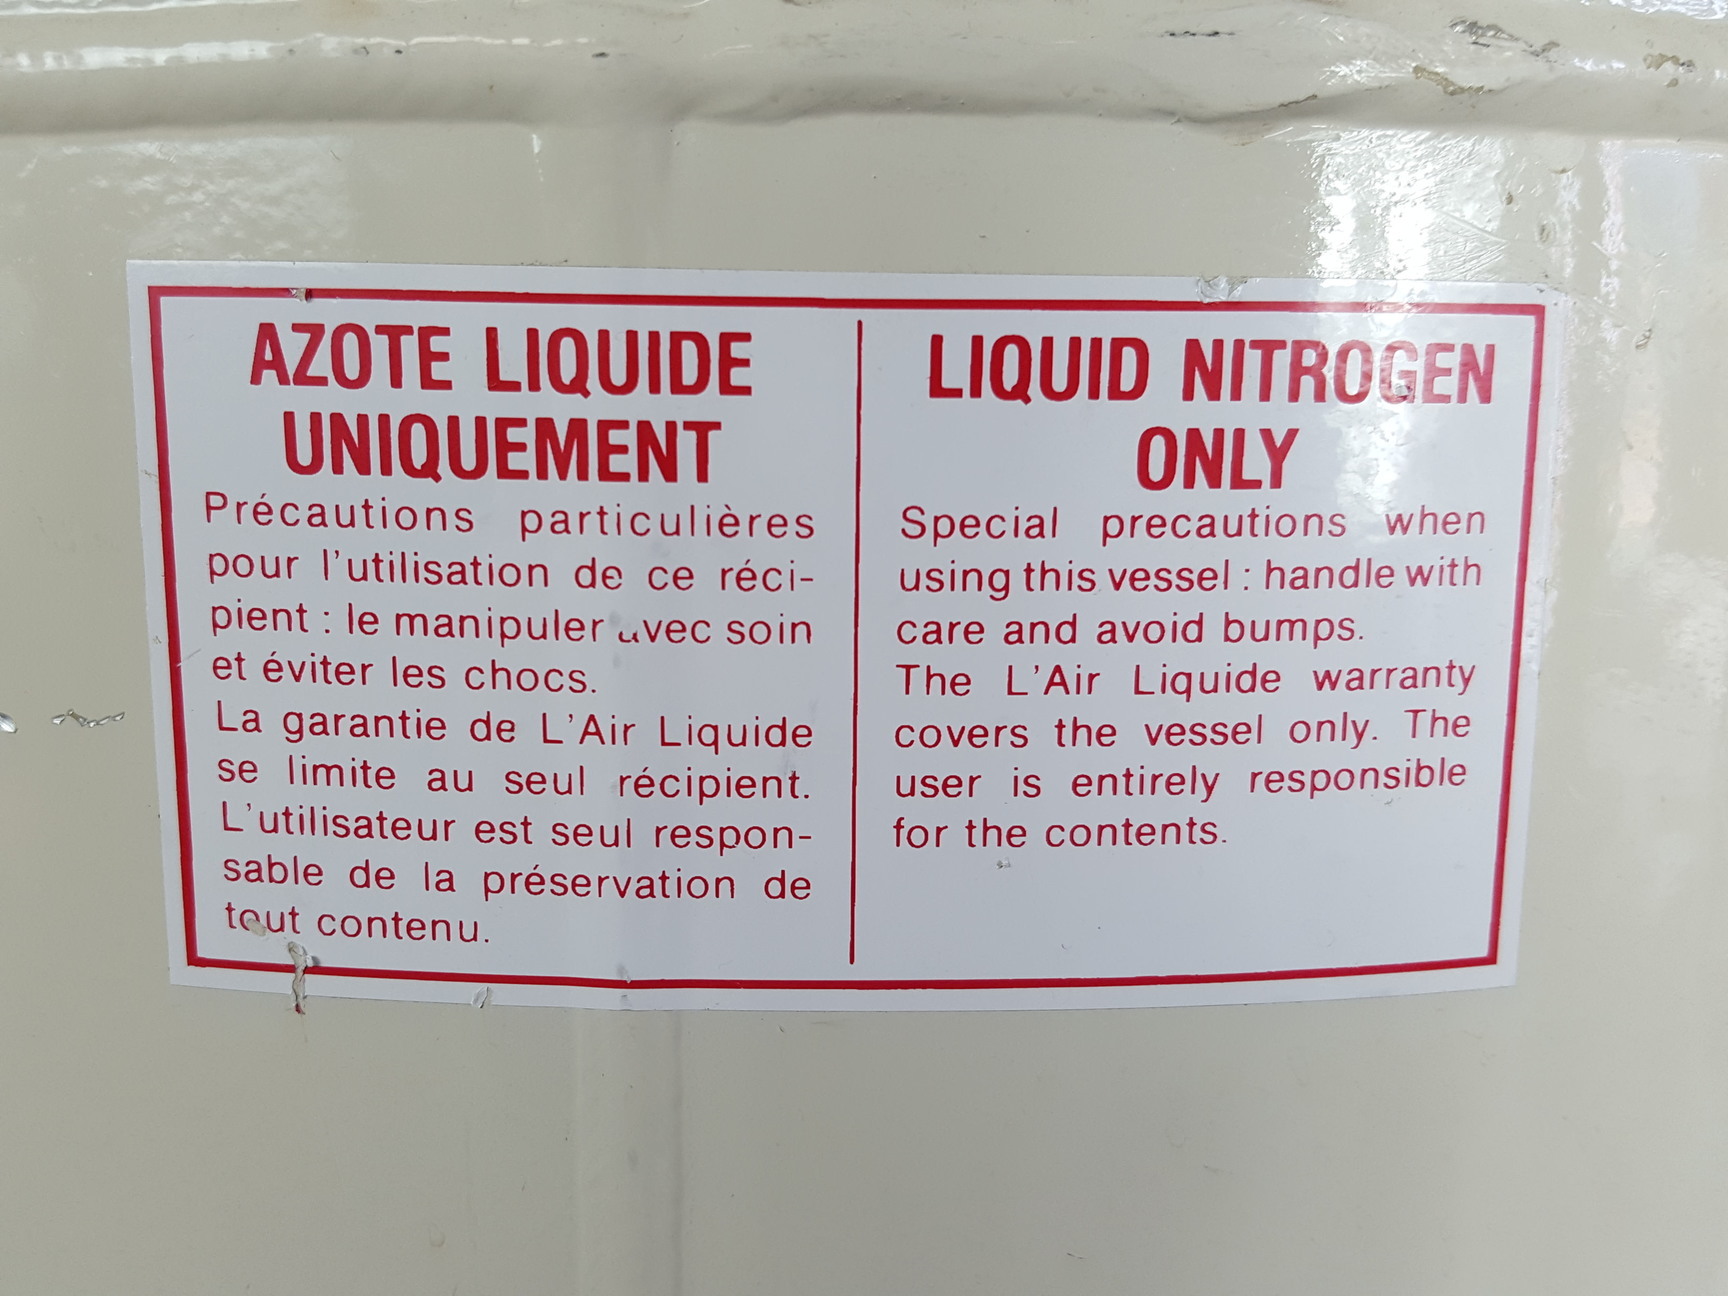 AZOTE LIQUIDE
UNIQUEMENT
Précautions particulières
pour l'utilisation de ce réci-
pient : le manipuler avec soin
et éviter les chocs.
La garantie de L'Air Liquide
se limite au seul récipient.
L'utilisateur est seul respon-
sable de la préservation de
tout contenu.
LIQUID NITROGEN
ONLY
Special precautions when
using this vessel : handle with
care and avoid bumps.
The L'Air Liquide warranty
covers the vessel only. The
user is entirely responsible
for the contents.